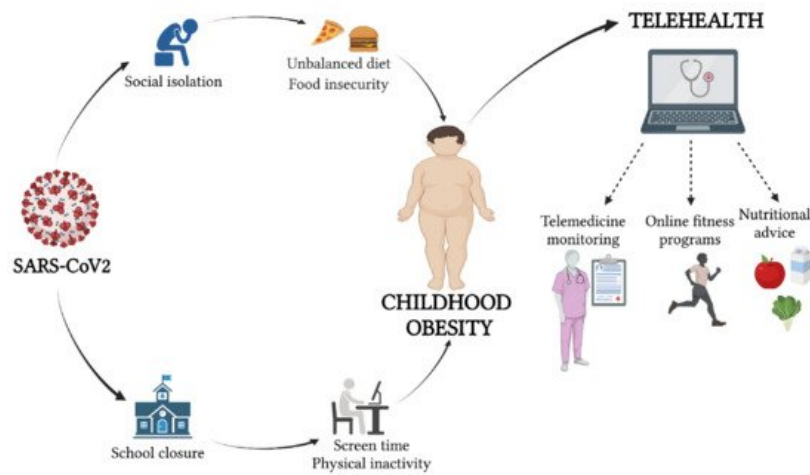 TELEHEALTH
Social isolation
Unbalanced diet
Food insecurity
SARS-CoV2
CHILDHOOD
OBESITY
Telemedicine
monitoring
Online fitness
programs
Nutritional
advice
School closure
Screen time
Physical inactivity